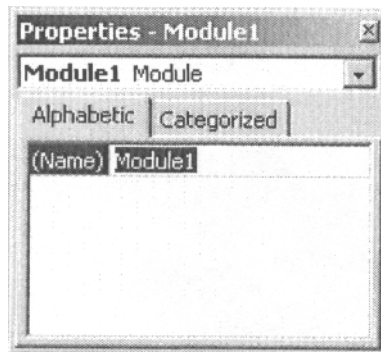 Properties - Module1
Module1 Module
Alphabetic Categorized
(Name) Module1